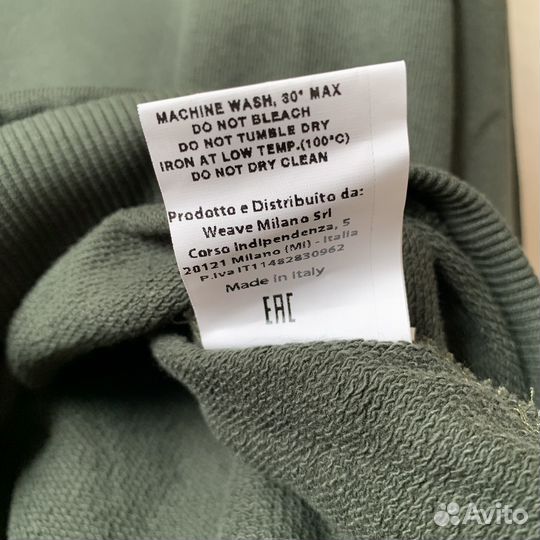 MACHINE WASH, 30° MAX
DO NOT BLEACH
DO NOT TUMBLE DRY
IRON AT LOW TEMP.(100°C)
DO NOT DRY CLEAN
Prodotto e Distribuito da:
Weave Milano Srl
Corso Indipendenza, 5
20121 Milano (MI) - Italia
P.Iva IT11482830962
Made in Italy
EAC
Avito